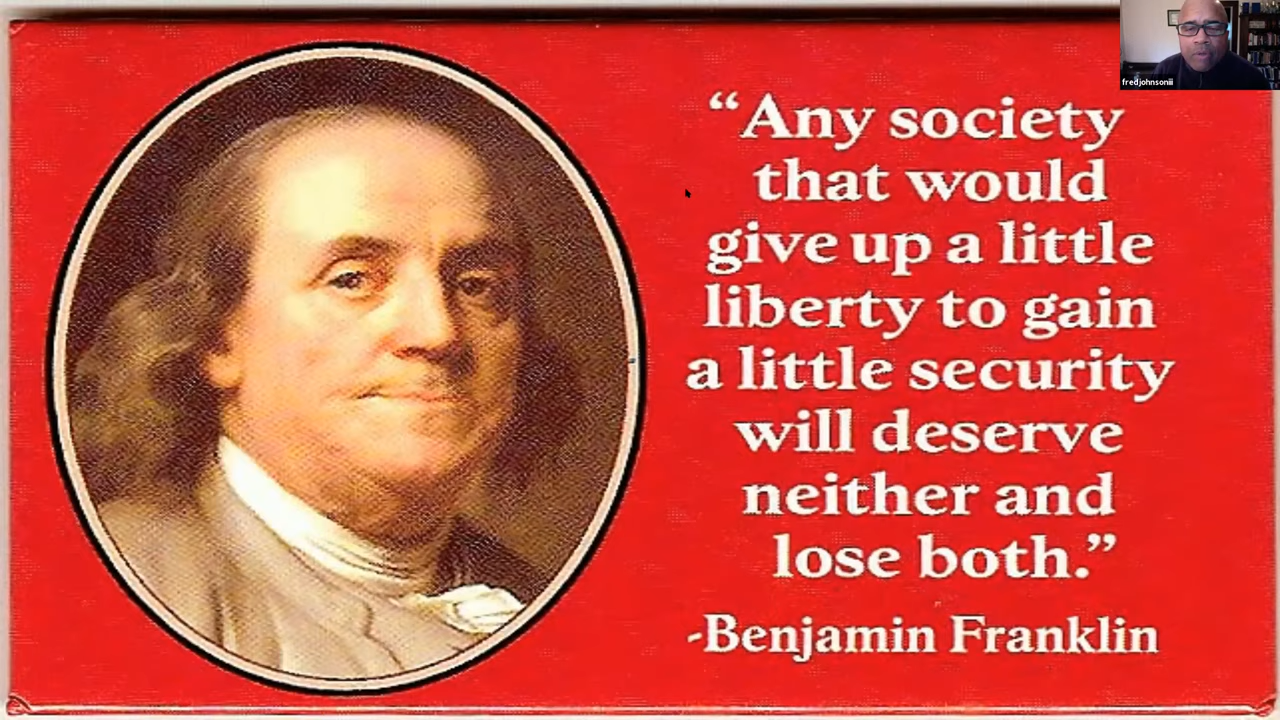 fredjohnsoniii
“Any society
that would
give up a little
liberty to gain
a little security
will deserve
neither and
lose both.”
-Benjamin Franklin